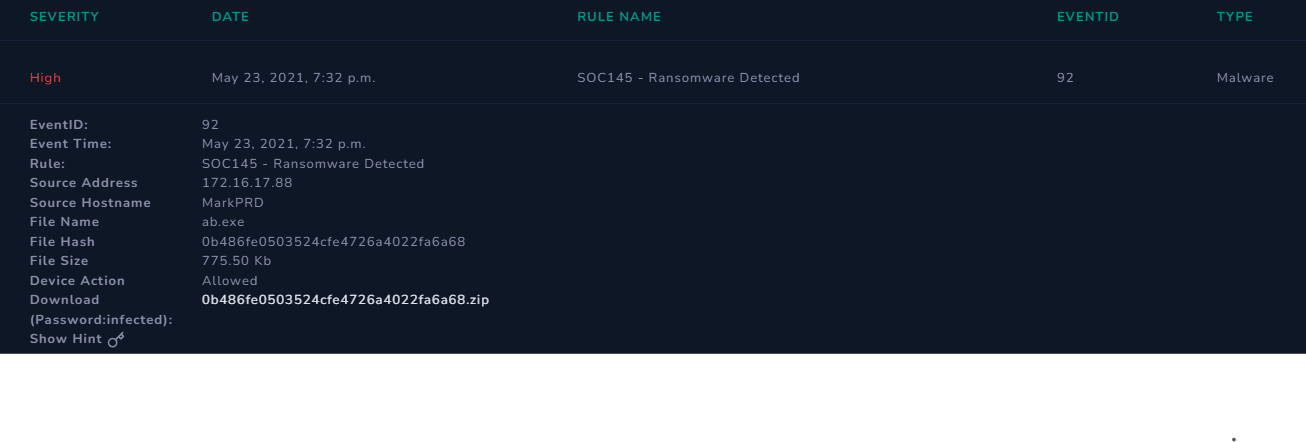 SEVERITY DATE RULE NAME EVENTID TYPE
High May 23, 2021, 7:32 p.m. SOC145 - Ransomware Detected 92 Malware
EventID: 92
Event Time: May 23, 2021, 7:32 p.m.
Rule: SOC145 - Ransomware Detected
Source Address 172.16.17.88
Source Hostname MarkPRD
File Name ab.exe
File Hash 0b486fe0503524cfe4726a4022fa6a68
File Size 775.50 Kb
Device Action Allowed
Download 0b486fe0503524cfe4726a4022fa6a68.zip
(Password:infected):
Show Hint